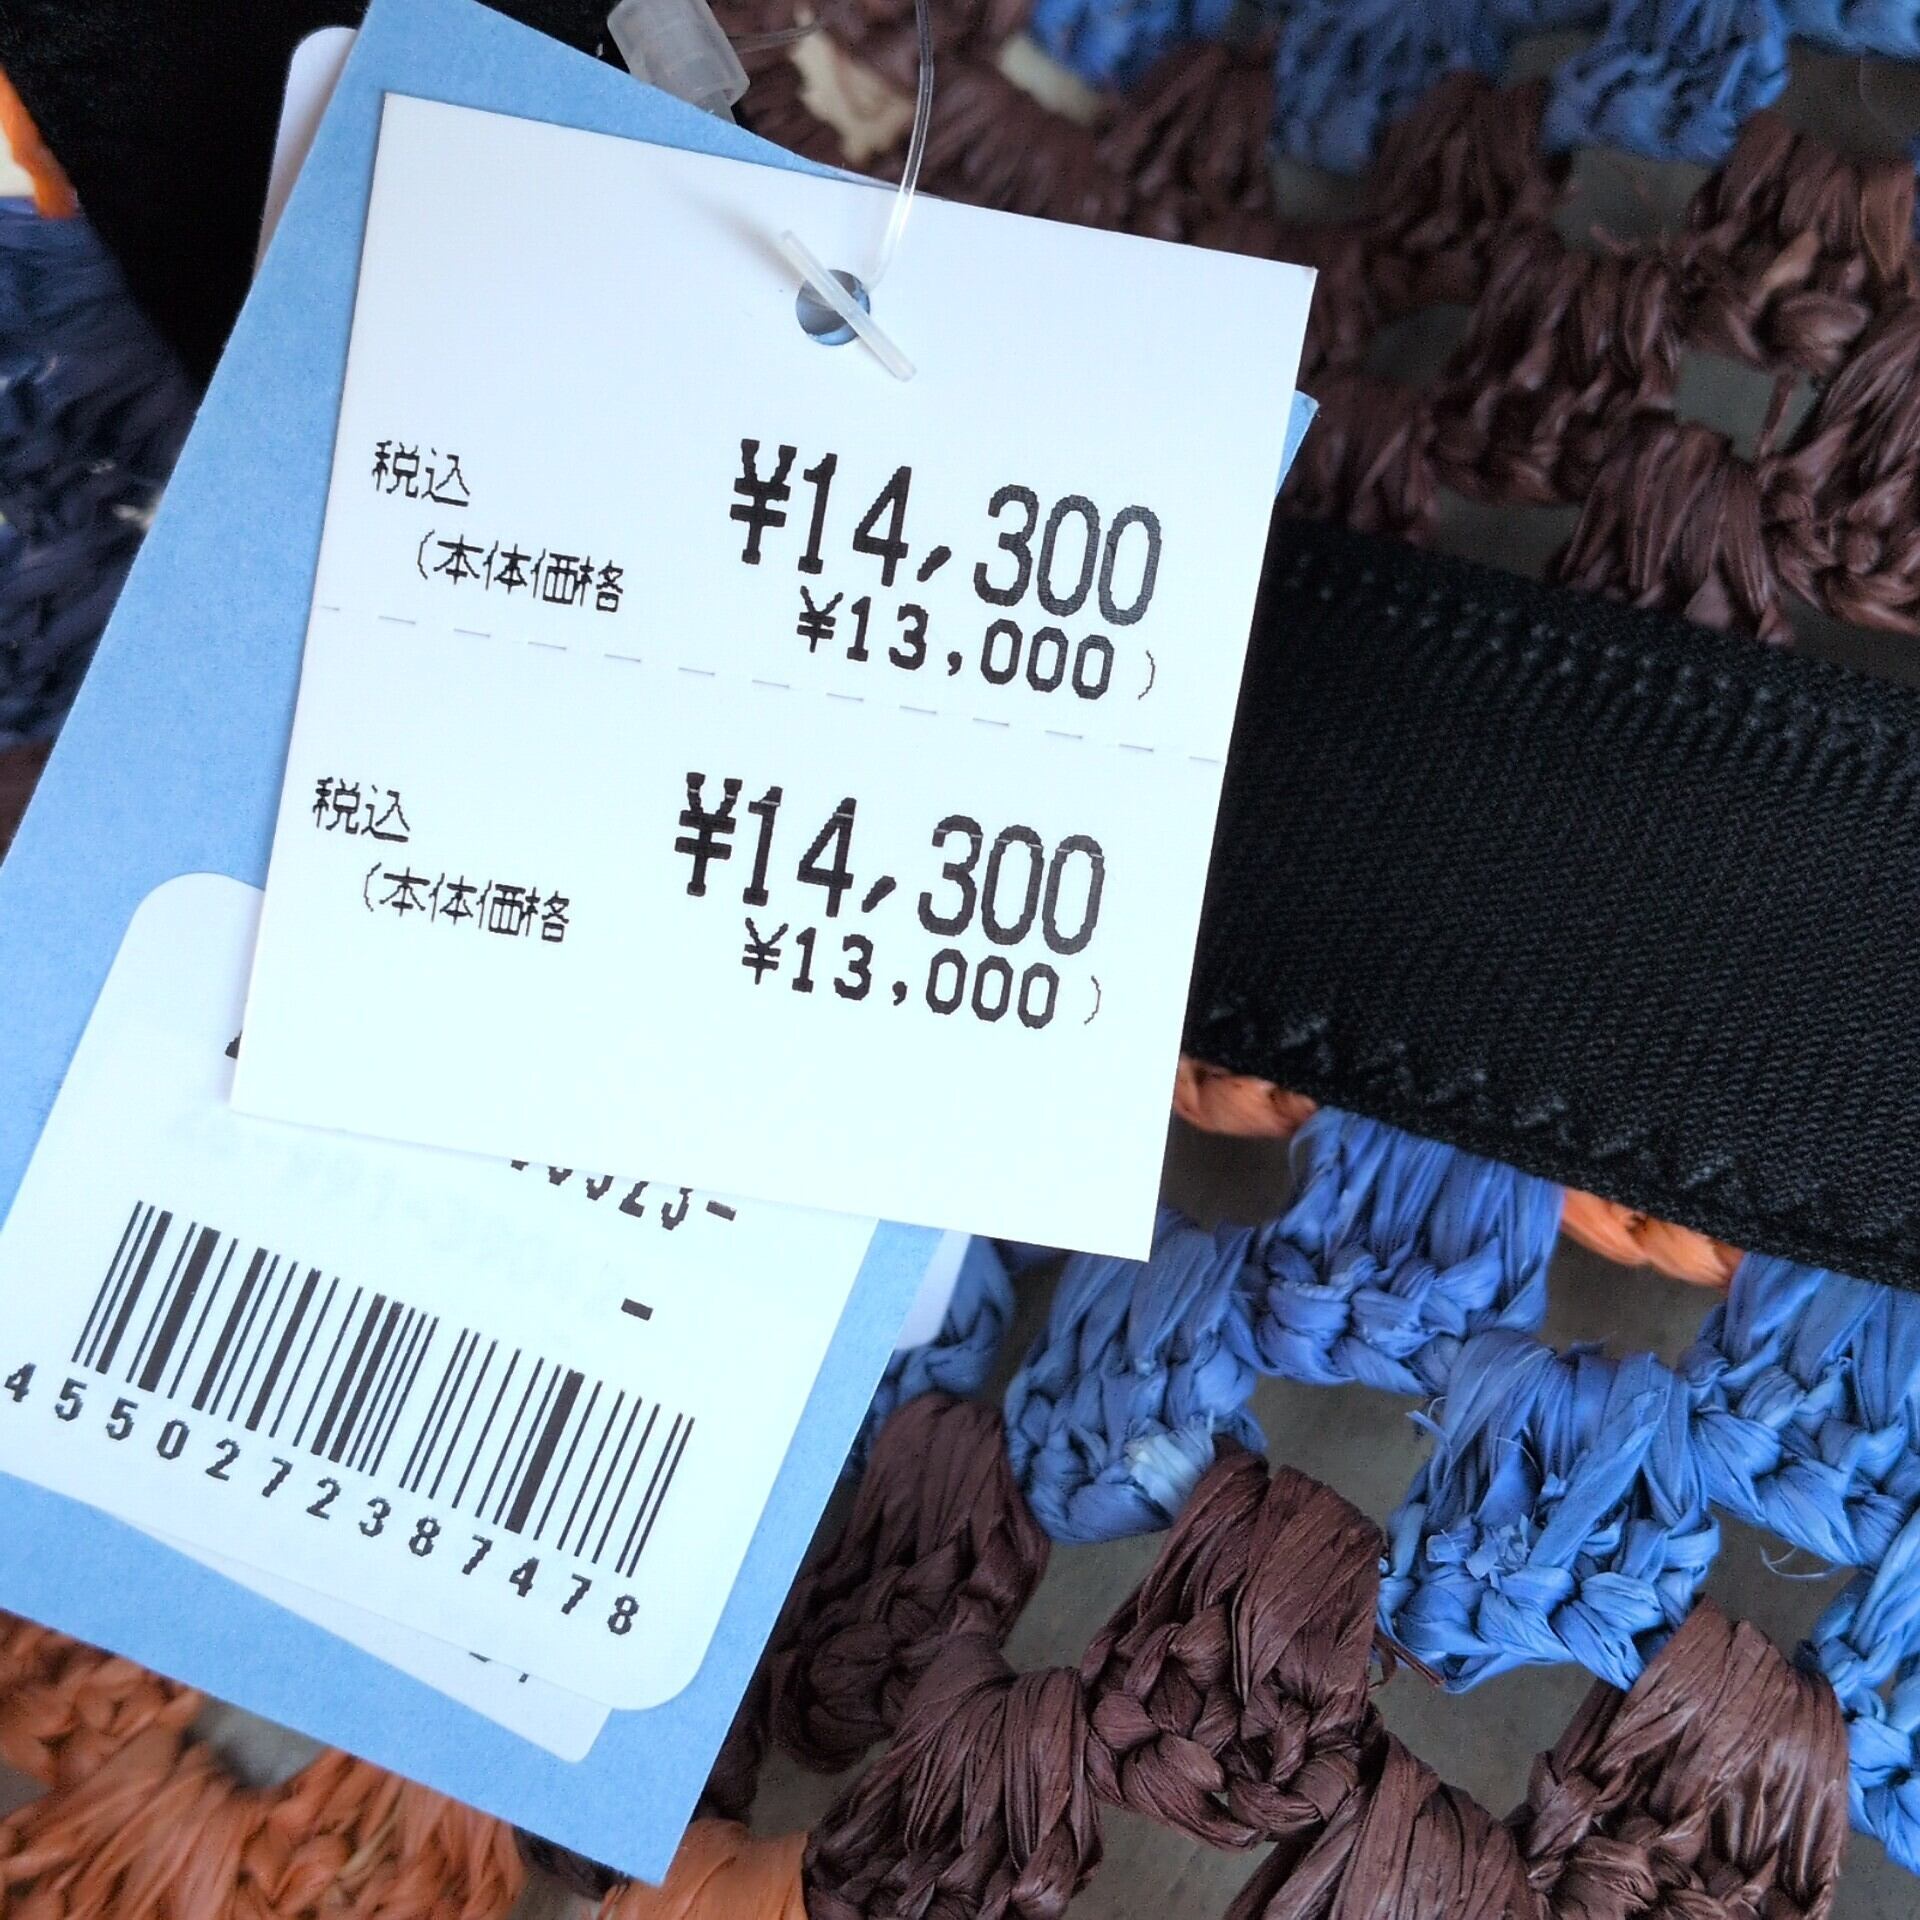 税込 ¥14,300
(本体価格 ¥13,000)
税込 ¥14,300
(本体価格 ¥13,000)
-
4550272387478